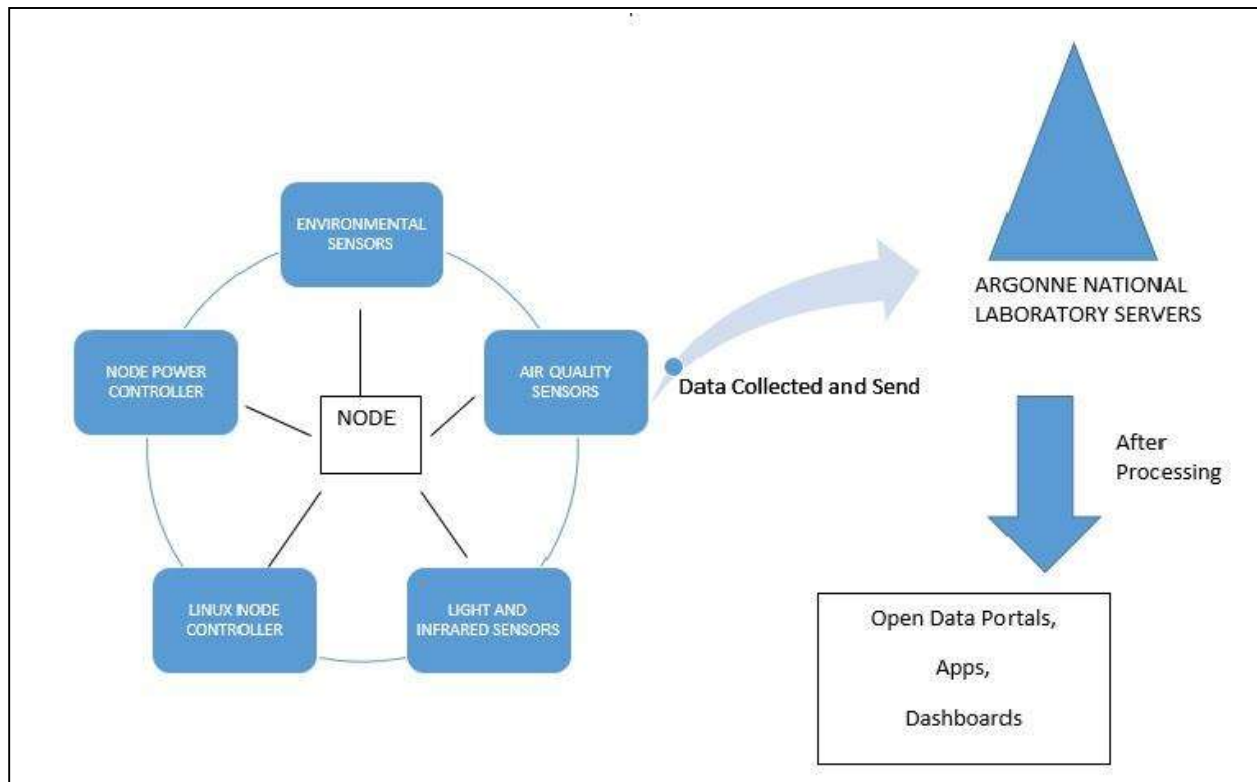 ENVIRONMENTAL
SENSORS
NODE POWER
CONTROLLER
AIR QUALITY
SENSORS
NODE
LINUX NODE
CONTROLLER
LIGHT AND
INFRARED SENSORS
Data Collected and Send
ARGONNE NATIONAL
LABORATORY SERVERS
After
Processing
Open Data Portals,
Apps,
Dashboards